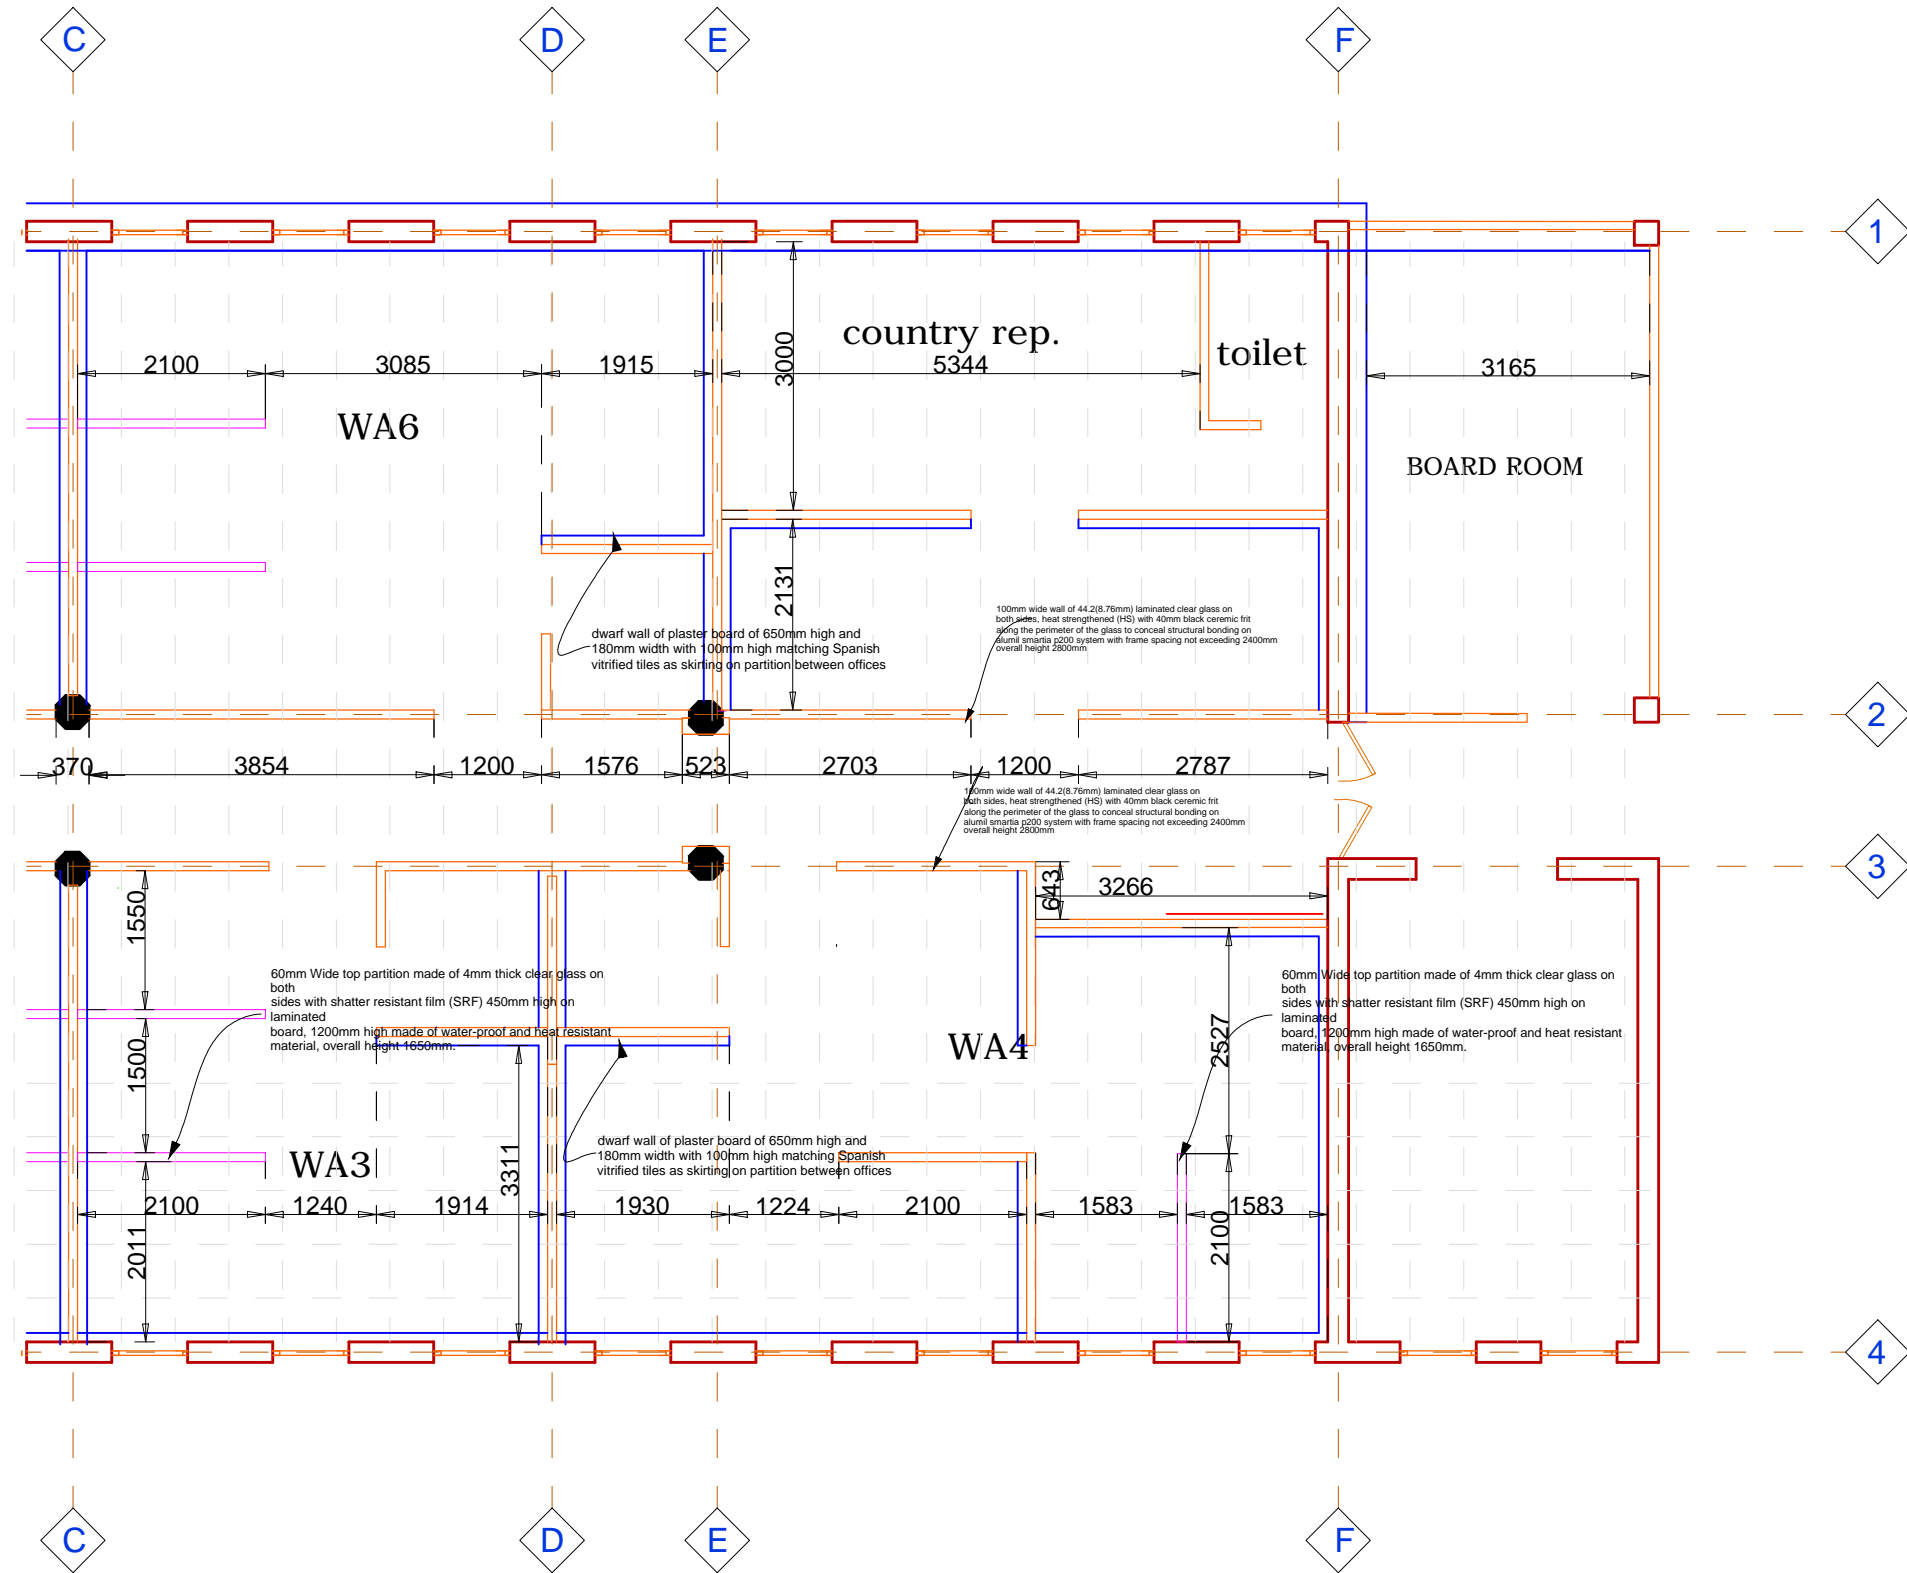 C
D
E
F
1
country rep.
toilet
2100
3085
1915
3000
5344
3165
WA6
BOARD ROOM
2131
100mm wide wall of 44.2(8.76mm) laminated clear glass on
both sides, heat strengthened (HS) with 40mm black ceremic frit
along the perimeter of the glass to conceal structural bonding on
alumil smartia p200 system with frame spacing not exceeding 2400mm
overall height 2800mm
dwarf wall of plaster board of 650mm high and
180mm width with 100mm high matching Spanish
vitrified tiles as skirting on partition between offices
2
370
3854
1200
1576
523
2703
1200
2787
100mm wide wall of 44.2(8.76mm) laminated clear glass on
both sides, heat strengthened (HS) with 40mm black ceremic frit
along the perimeter of the glass to conceal structural bonding on
alumil smartia p200 system with frame spacing not exceeding 2400mm
overall height 2800mm
3
1550
643
3266
60mm Wide top partition made of 4mm thick clear glass on
both
sides with shatter resistant film (SRF) 450mm high on
laminated
board, 1200mm high made of water-proof and heat resistant
material, overall height 1650mm.
60mm Wide top partition made of 4mm thick clear glass on
both
sides with shatter resistant film (SRF) 450mm high on
laminated
board, 1200mm high made of water-proof and heat resistant
material, overall height 1650mm.
1500
WA4
2527
WA3
3311
dwarf wall of plaster board of 650mm high and
180mm width with 100mm high matching Spanish
vitrified tiles as skirting on partition between offices
2100
1240
1914
1930
1224
2100
1583
1583
2011
2100
4
C
D
E
F